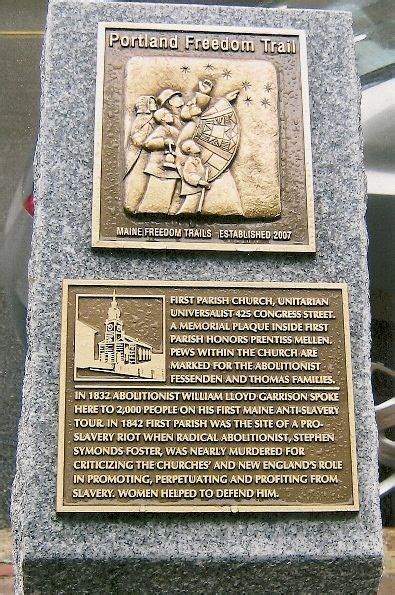 Portland Freedom Trail
MAINE FREEDOM TRAILS ESTABLISHED 2007
FIRST PARISH CHURCH, UNITARIAN
UNIVERSALIST 425 CONGRESS STREET.
A MEMORIAL PLAQUE INSIDE FIRST
PARISH HONORS PRENTISS MELLEN.
PEWS WITHIN THE CHURCH ARE
MARKED FOR THE ABOLITIONIST
FESSENDEN AND THOMAS FAMILIES.
IN 1832 ABOLITIONIST WILLIAM LLOYD GARRISON SPOKE
HERE TO 2,000 PEOPLE ON HIS FIRST MAINE ANTI-SLAVERY
TOUR. IN 1842 FIRST PARISH WAS THE SITE OF A PRO-
SLAVERY RIOT WHEN RADICAL ABOLITIONIST, STEPHEN
SYMONDS FOSTER, WAS NEARLY MURDERED FOR
CRITICIZING THE CHURCHES' AND NEW ENGLAND'S ROLE
IN PROMOTING, PERPETUATING AND PROFITING FROM
SLAVERY. WOMEN HELPED TO DEFEND HIM.